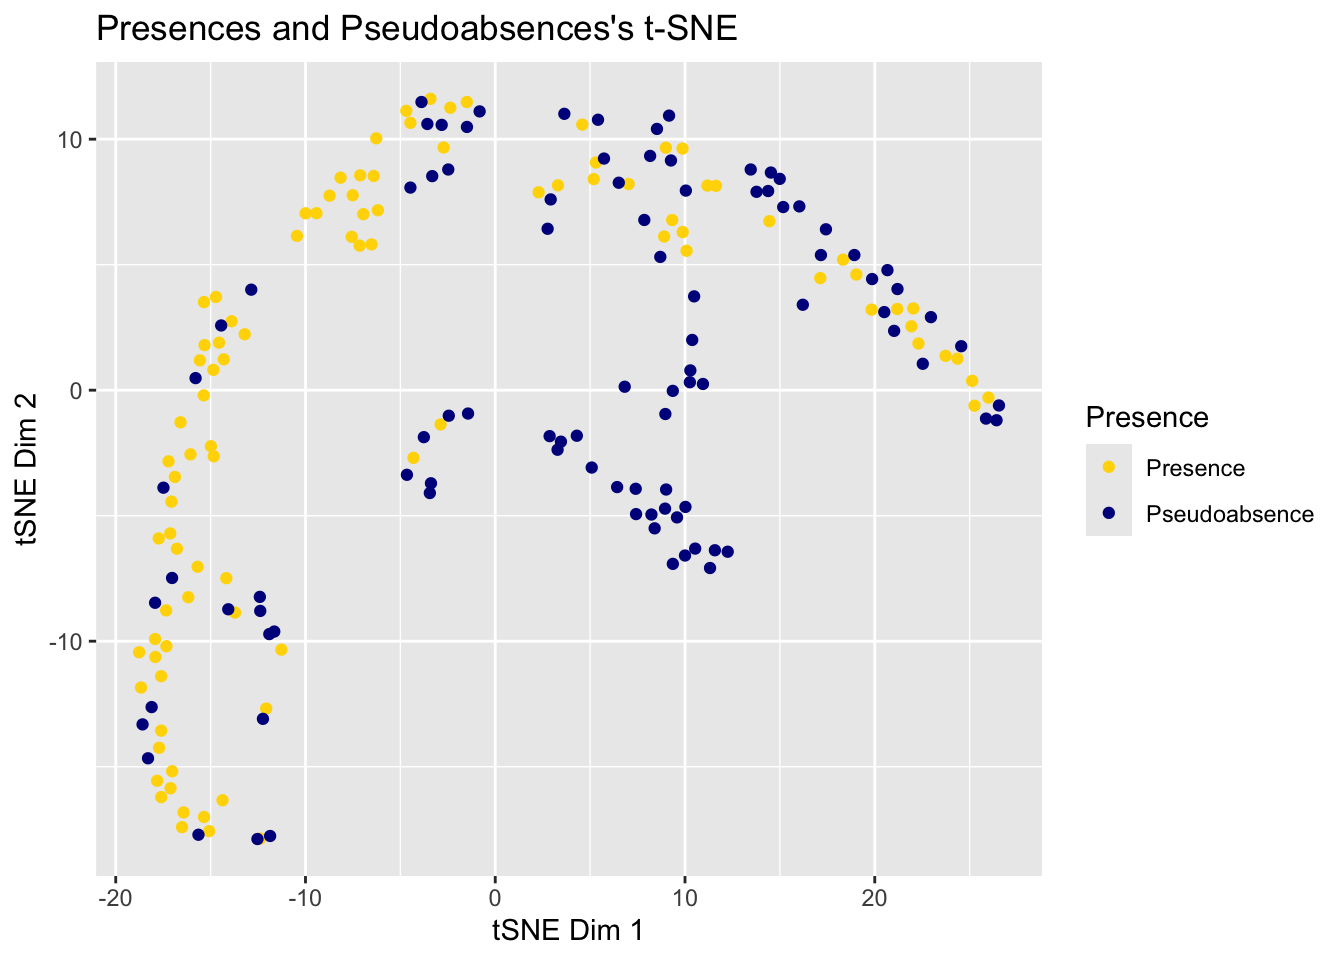 Presences and Pseudoabsences's t-SNE
10
0
-10
tSNE Dim 2
-20
-10
0
10
20
tSNE Dim 1
Presence
Presence
Pseudoabsence